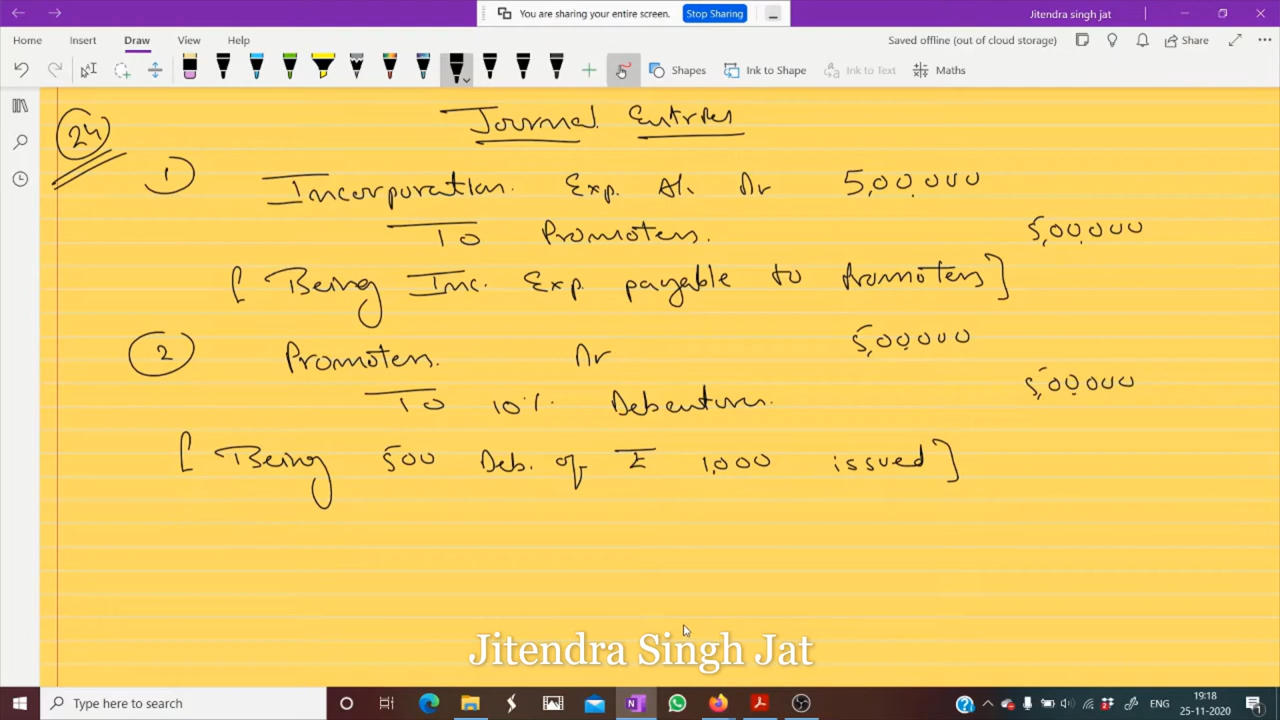 You are sharing your entire screen. Stop Sharing
Jitendra singh jat
Home Insert Draw View Help
Saved offline (out of cloud storage)
Share
Shapes Ink to Shape Ink to Text Maths
24
Journal Entries
1) Incorporation. Exp. A/c Dr 5,00,000
To Promoters. 5,00,000
[Being Inc. Exp. payable to Promoters]
2 Promoters. Dr 5,00,000
To 10% Debentures. 5,00,000
[Being 500 Deb. of ₹ 1,000 issued]
Jitendra Singh Jat
Type here to search
ENG
19:18
25-11-2020